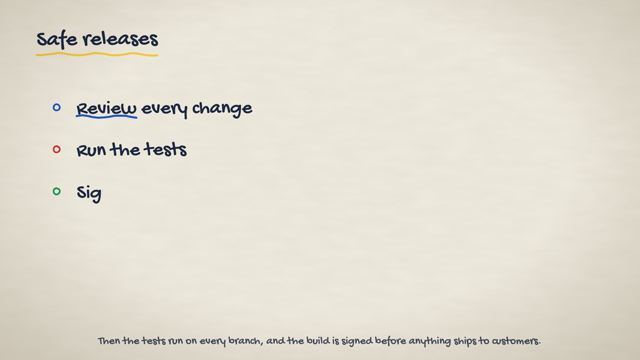 Safe releases
Review every change
Run the tests
Sig
Then the tests run on every branch, and the build is signed before anything ships to customers.